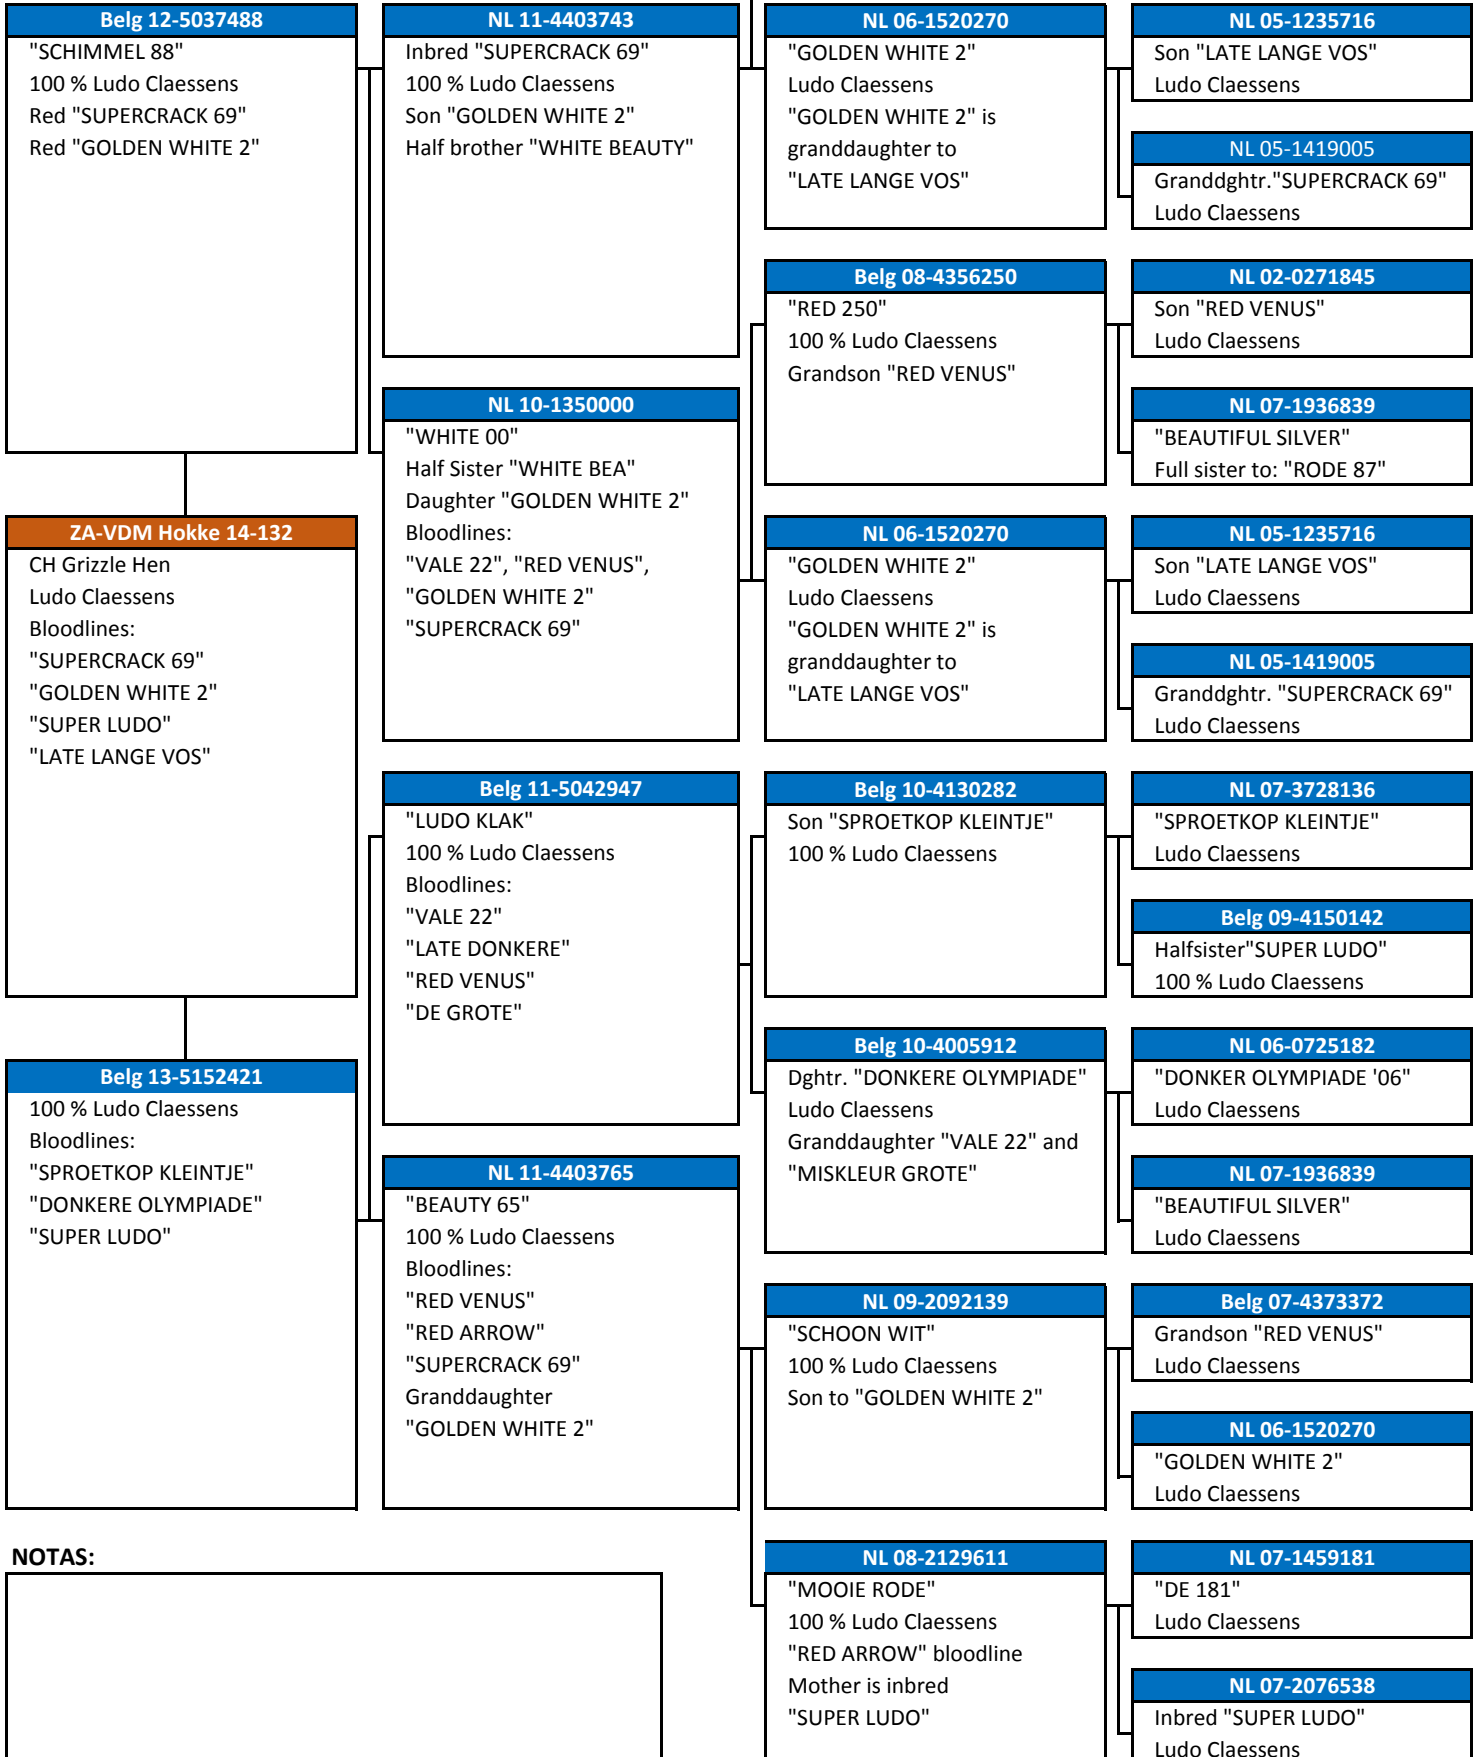 Belg 12-5037488
"SCHIMMEL 88"
100 % Ludo Claessens
Red "SUPERCRACK 69"
Red "GOLDEN WHITE 2"
ZA-VDM Hokke 14-132
CH Grizzle Hen
Ludo Claessens
Bloodlines:
"SUPERCRACK 69"
"GOLDEN WHITE 2"
"SUPER LUDO"
"LATE LANGE VOS"
Belg 13-5152421
100 % Ludo Claessens
Bloodlines:
"SPROETKOP KLEINTJE"
"DONKERE OLYMPIADE"
"SUPER LUDO"
NOTAS:
NL 11-4403743
Inbred "SUPERCRACK 69"
100 % Ludo Claessens
Son "GOLDEN WHITE 2"
Half brother "WHITE BEAUTY"
NL 10-1350000
"WHITE 00"
Half Sister "WHITE BEA"
Daughter "GOLDEN WHITE 2"
Bloodlines:
"VALE 22", "RED VENUS",
"GOLDEN WHITE 2"
"SUPERCRACK 69"
Belg 11-5042947
"LUDO KLAK"
100 % Ludo Claessens
Bloodlines:
"VALE 22"
"LATE DONKERE"
"RED VENUS"
"DE GROTE"
NL 11-4403765
"BEAUTY 65"
100 % Ludo Claessens
Bloodlines:
"RED VENUS"
"RED ARROW"
"SUPERCRACK 69"
Granddaughter
"GOLDEN WHITE 2"
NL 06-1520270
"GOLDEN WHITE 2"
Ludo Claessens
"GOLDEN WHITE 2" is
granddaughter to
"LATE LANGE VOS"
Belg 08-4356250
"RED 250"
100 % Ludo Claessens
Grandson "RED VENUS"
NL 06-1520270
"GOLDEN WHITE 2"
Ludo Claessens
"GOLDEN WHITE 2" is
granddaughter to
"LATE LANGE VOS"
Belg 10-4130282
Son "SPROETKOP KLEINTJE"
100 % Ludo Claessens
Belg 10-4005912
Dghtr. "DONKERE OLYMPIADE"
Ludo Claessens
Granddaughter "VALE 22" and
"MISKLEUR GROTE"
NL 09-2092139
"SCHOON WIT"
100 % Ludo Claessens
Son to "GOLDEN WHITE 2"
NL 08-2129611
"MOOIE RODE"
100 % Ludo Claessens
"RED ARROW" bloodline
Mother is inbred
"SUPER LUDO"
NL 05-1235716
Son "LATE LANGE VOS"
Ludo Claessens
NL 05-1419005
Granddghtr."SUPERCRACK 69"
Ludo Claessens
NL 02-0271845
Son "RED VENUS"
Ludo Claessens
NL 07-1936839
"BEAUTIFUL SILVER"
Full sister to: "RODE 87"
NL 05-1235716
Son "LATE LANGE VOS"
Ludo Claessens
NL 05-1419005
Granddghtr. "SUPERCRACK 69"
Ludo Claessens
NL 07-3728136
"SPROETKOP KLEINTJE"
Ludo Claessens
Belg 09-4150142
Halfsister"SUPER LUDO"
100 % Ludo Claessens
NL 06-0725182
"DONKER OLYMPIADE '06"
Ludo Claessens
NL 07-1936839
"BEAUTIFUL SILVER"
Ludo Claessens
Belg 07-4373372
Grandson "RED VENUS"
Ludo Claessens
NL 06-1520270
"GOLDEN WHITE 2"
Ludo Claessens
NL 07-1459181
"DE 181"
Ludo Claessens
NL 07-2076538
Inbred "SUPER LUDO"
Ludo Claessens